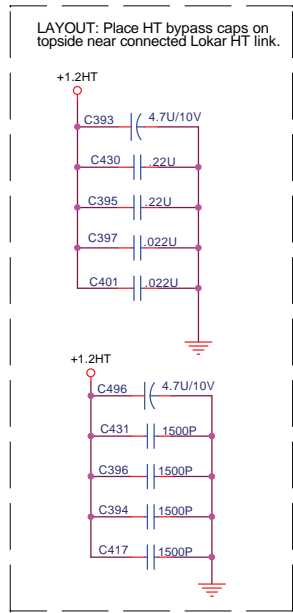 LAYOUT: Place HT bypass caps on
topside near connected Lokar HT link.
+1.2HT
C393 4.7U/10V
C430 .22U
C395 .22U
C397 .022U
C401 .022U
+1.2HT
C496 4.7U/10V
C431 1500P
C396 1500P
C394 1500P
C417 1500P